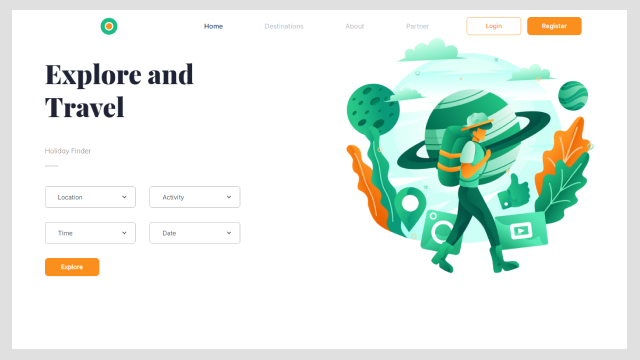 Home
Destinations
About
Partner
Login
Register
Explore and
Travel
Holiday Finder
Location
Activity
Time
Date
Explore